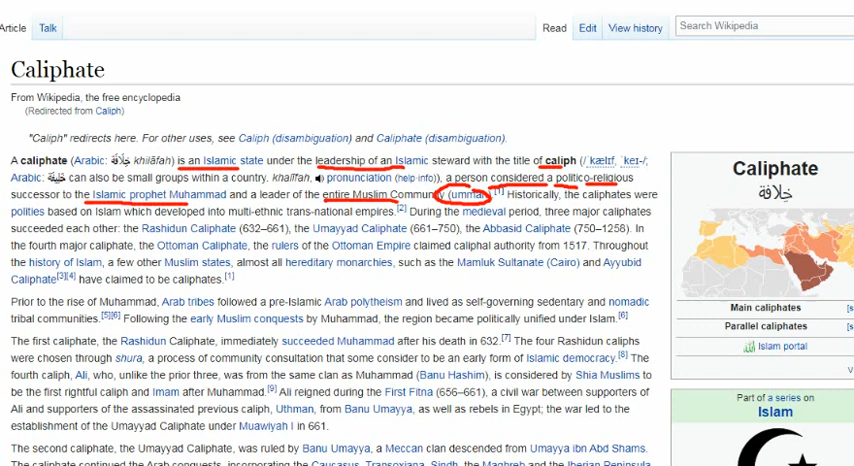 Article Talk Read Edit View history Search Wikipedia
Caliphate
From Wikipedia, the free encyclopedia
(Redirected from Caliph)
"Caliph" redirects here. For other uses, see Caliph (disambiguation) and Caliphate (disambiguation).
A caliphate (Arabic: خِلَافَة khilāfah) is an Islamic state under the leadership of an Islamic steward with the title of caliph (/ˈkælɪf, ˈkeɪ-/;
Arabic: خَلِيفَة can also be small groups within a country. khalīfah, pronunciation (help·info)), a person considered a politico-religious
successor to the Islamic prophet Muhammad and a leader of the entire Muslim Community (ummah).[1] Historically, the caliphates were
polities based on Islam which developed into multi-ethnic trans-national empires.[2] During the medieval period, three major caliphates
succeeded each other: the Rashidun Caliphate (632–661), the Umayyad Caliphate (661–750), the Abbasid Caliphate (750–1258). In
the fourth major caliphate, the Ottoman Caliphate, the rulers of the Ottoman Empire claimed caliphal authority from 1517. Throughout
the history of Islam, a few other Muslim states, almost all hereditary monarchies, such as the Mamluk Sultanate (Cairo) and Ayyubid
Caliphate[3][4] have claimed to be caliphates.[1]
Prior to the rise of Muhammad, Arab tribes followed a pre-Islamic Arab polytheism and lived as self-governing sedentary and nomadic
tribal communities.[5][6] Following the early Muslim conquests by Muhammad, the region became politically unified under Islam.[6]
The first caliphate, the Rashidun Caliphate, immediately succeeded Muhammad after his death in 632.[7] The four Rashidun caliphs
were chosen through shura, a process of community consultation that some consider to be an early form of Islamic democracy.[8] The
fourth caliph, Ali, who, unlike the prior three, was from the same clan as Muhammad (Banu Hashim), is considered by Shia Muslims to
be the first rightful caliph and Imam after Muhammad.[9] Ali reigned during the First Fitna (656–661), a civil war between supporters of
Ali and supporters of the assassinated previous caliph, Uthman, from Banu Umayya, as well as rebels in Egypt; the war led to the
establishment of the Umayyad Caliphate under Muawiyah I in 661.
The second caliphate, the Umayyad Caliphate, was ruled by Banu Umayya, a Meccan clan descended from Umayya ibn Abd Shams.
The caliphate continued the Arab conquests, incorporating the Caucasus, Transoxiana, Sindh, the Maghreb and the Iberian Peninsula
Caliphate
خِلافة
Main caliphates [s
Parallel caliphates [s
Islam portal
V
Part of a series on
Islam